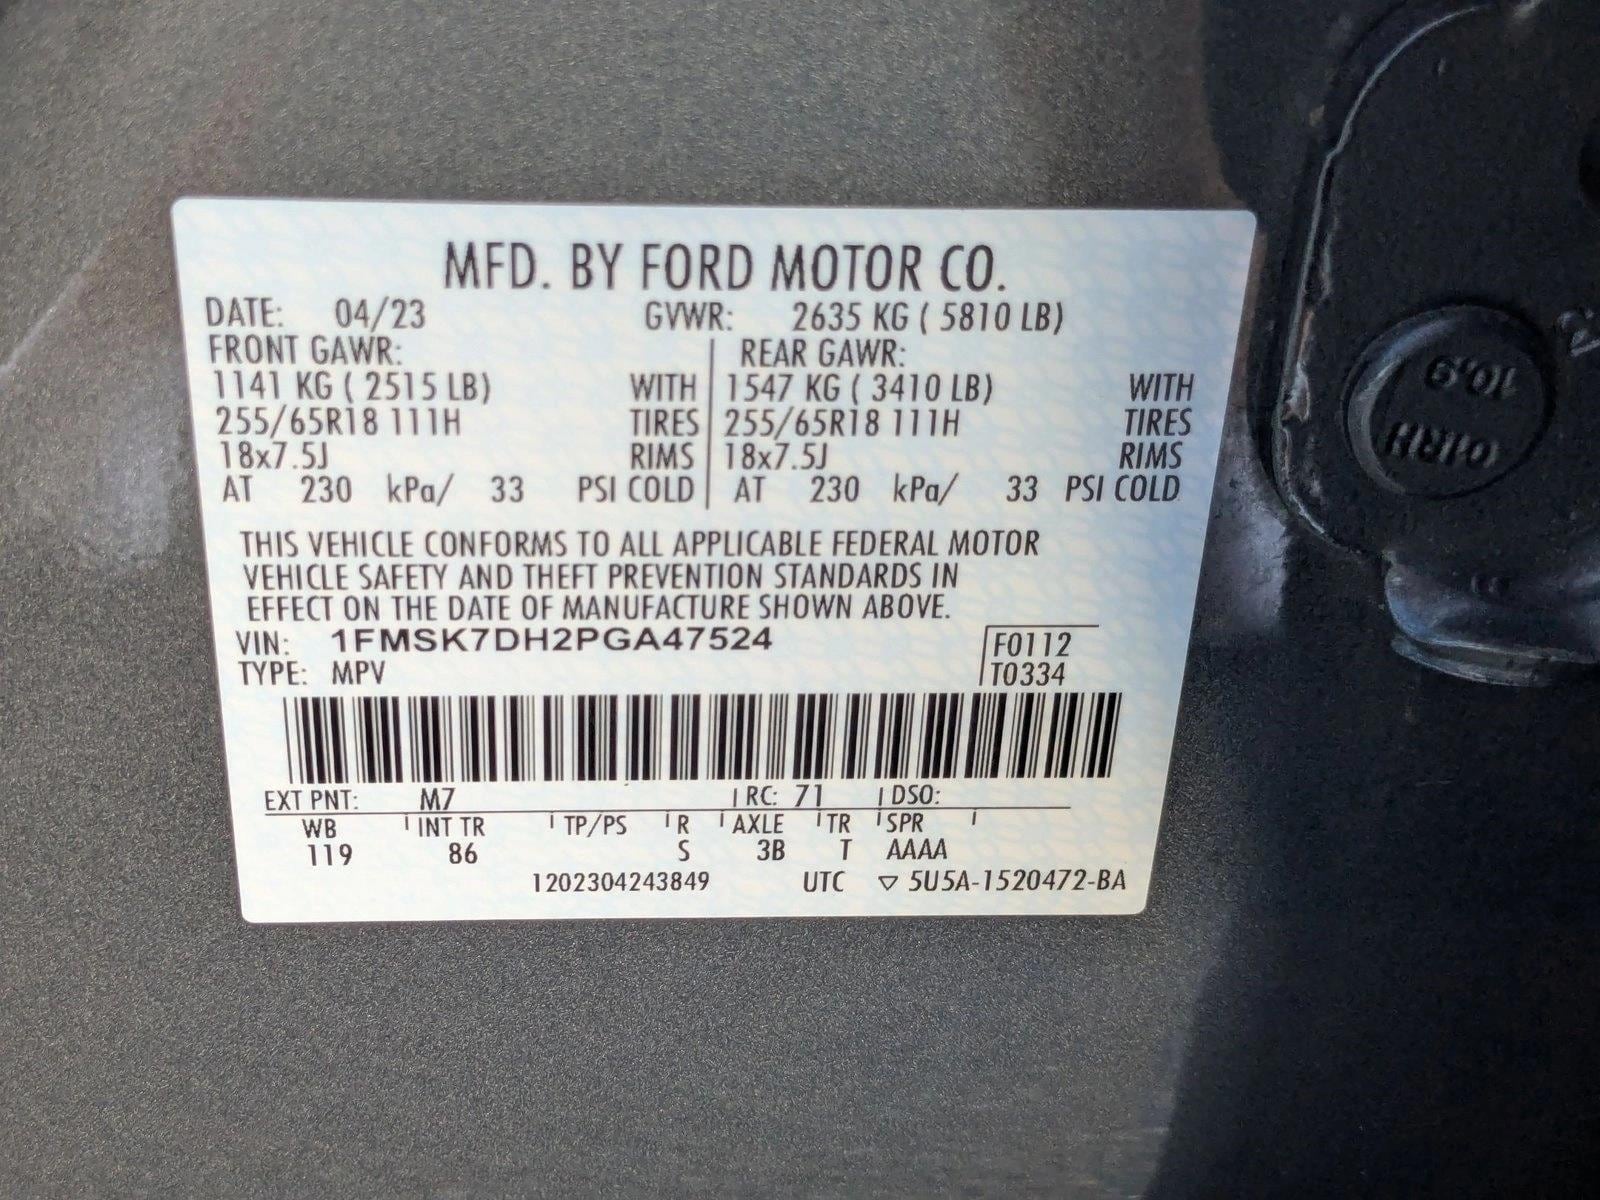 MFD. BY FORD MOTOR CO.
DATE: 04/23 GVWR: 2635 KG ( 5810 LB)
FRONT GAWR: REAR GAWR:
1141 KG ( 2515 LB) WITH 1547 KG ( 3410 LB) WITH
255/65R18 111H TIRES 255/65R18 111H TIRES
18x7.5J RIMS 18x7.5J RIMS
AT 230 kPa/ 33 PSI COLD AT 230 kPa/ 33 PSI COLD
THIS VEHICLE CONFORMS TO ALL APPLICABLE FEDERAL MOTOR
VEHICLE SAFETY AND THEFT PREVENTION STANDARDS IN
EFFECT ON THE DATE OF MANUFACTURE SHOWN ABOVE.
VIN: 1FMSK7DH2PGA47524 F0112
TYPE: MPV T0334
EXT PNT: M7 RC: 71 DSO:
WB INT TR TP/PS R AXLE TR SPR
119 86 S 3B T AAAA
1202304243849 UTC ▽ 5U5A-1520472-BA
10.9